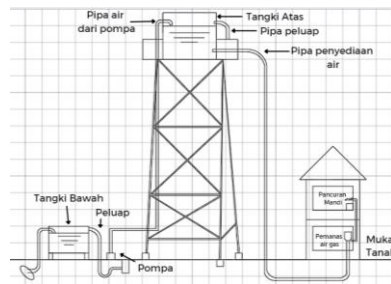 Pipa air
dari pompa
Tangki Atas
Pipa peluap
Pipa penyediaan
air
Tangki Bawah
Peluap
Pancuran
Mandi
Pemanas
air gas
Muka
Tanah
Pompa